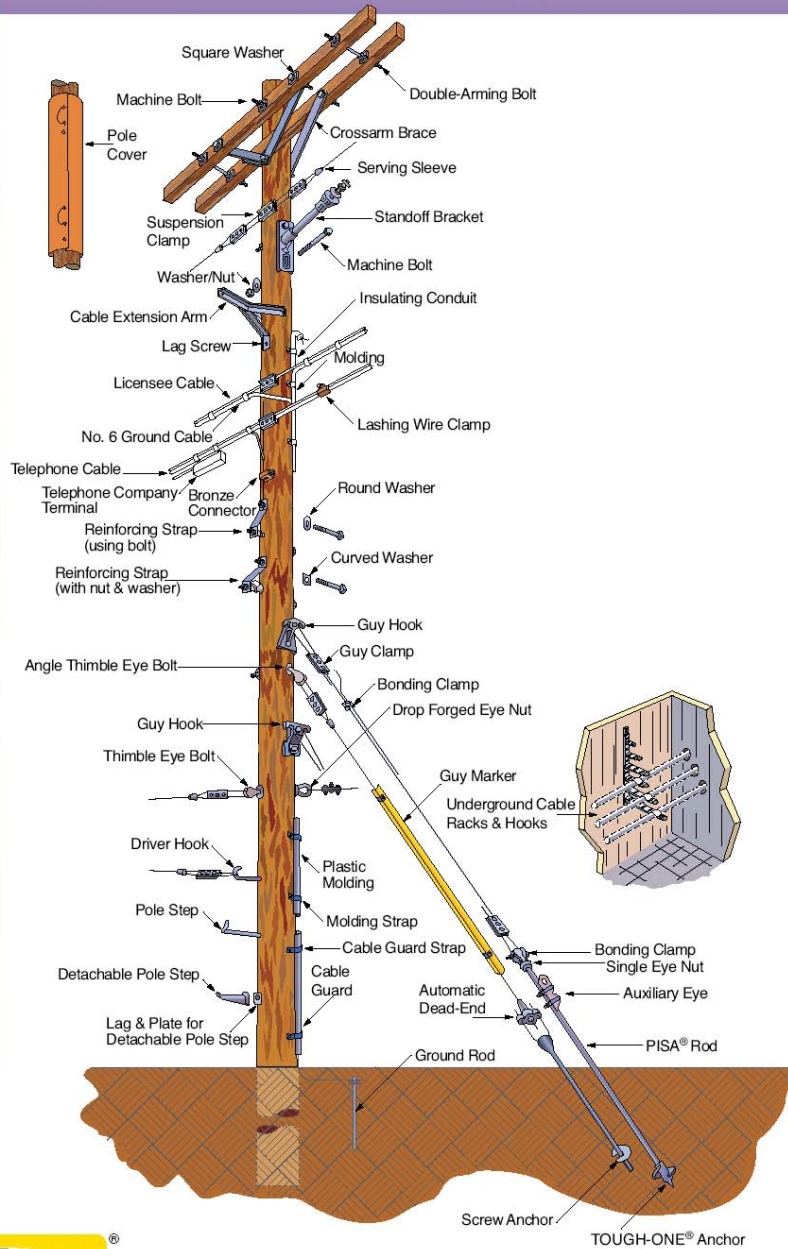 Square Washer
Double-Arming Bolt
Machine Bolt
Crossarm Brace
Pole
Cover
Serving Sleeve
Suspension
Clamp
Standoff Bracket
Machine Bolt
Washer/Nut
Insulating Conduit
Cable Extension Arm
Lag Screw
Molding
Licensee Cable
Lashing Wire Clamp
No. 6 Ground Cable
Telephone Cable
Telephone Company
Terminal
Bronze
Connector
Round Washer
Reinforcing Strap
(using bolt)
Curved Washer
Reinforcing Strap
(with nut & washer)
Guy Hook
Guy Clamp
Angle Thimble Eye Bolt
Bonding Clamp
Drop Forged Eye Nut
Guy Hook
Thimble Eye Bolt
Guy Marker
Underground Cable
Racks & Hooks
Driver Hook
Plastic
Molding
Pole Step
Molding Strap
Cable Guard Strap
Bonding Clamp
Single Eye Nut
Detachable Pole Step
Cable
Guard
Automatic
Dead-End
Auxiliary Eye
Lag & Plate for
Detachable Pole Step
PISA® Rod
Ground Rod
Screw Anchor
TOUGH-ONE® Anchor
®